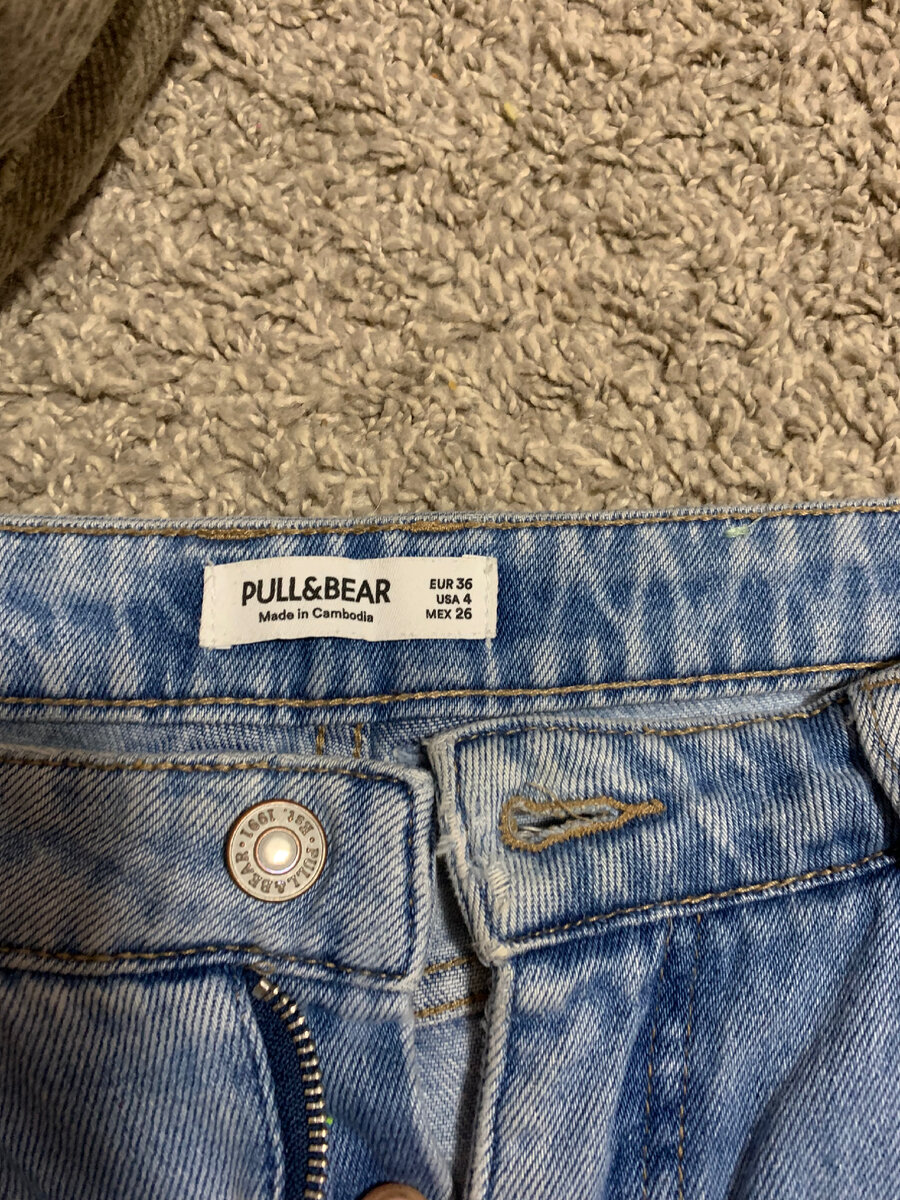 PULL&BEAR
Made in Cambodia
EUR 36
USA 4
MEX 26
PULL&BEAR • Est. 1991 •